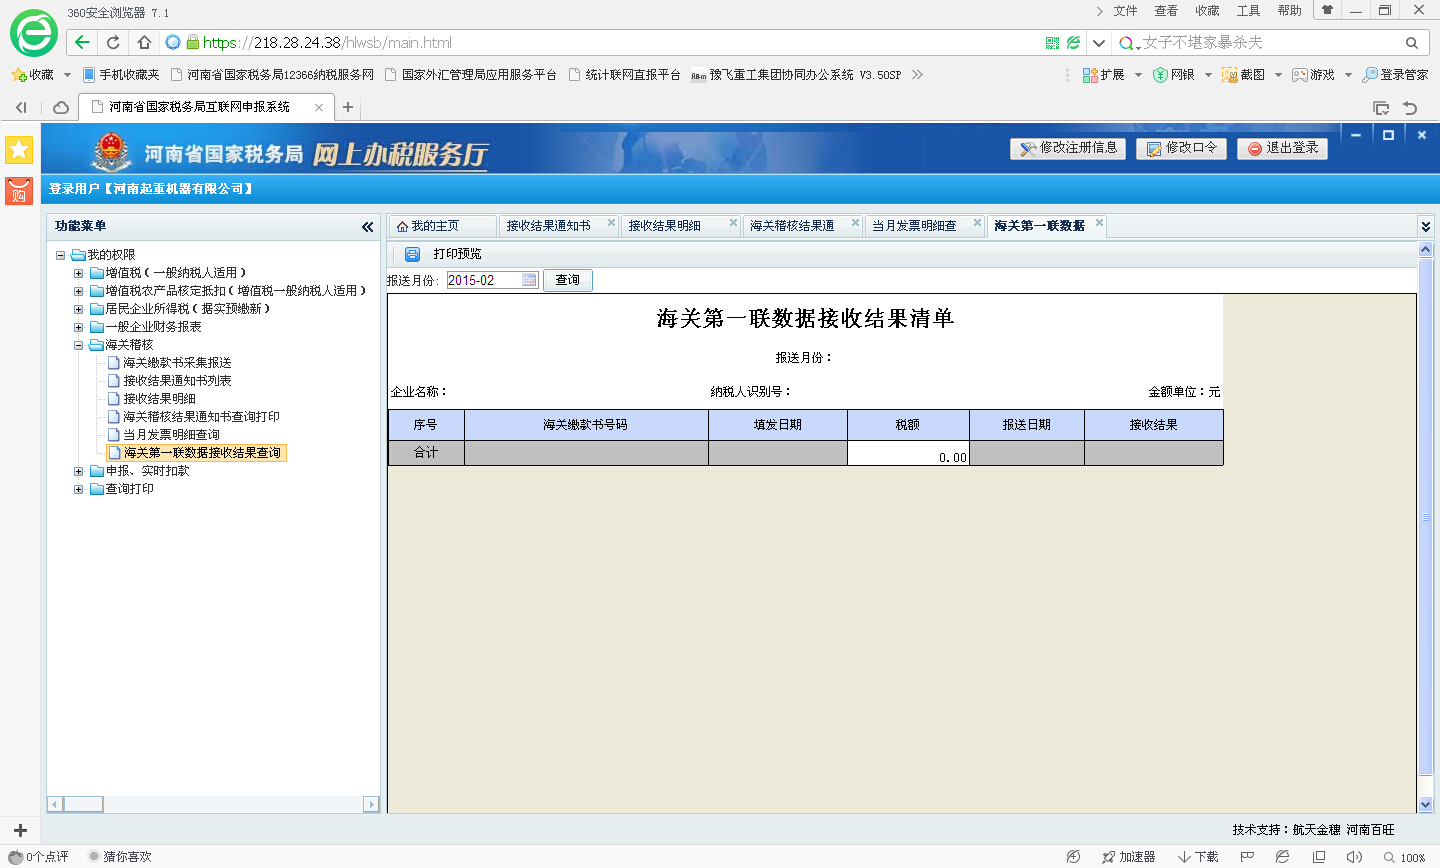 360安全浏览器 7.1
文件 查看 收藏 工具 帮助
https://218.28.24.38/hlwsb/main.html
女子不堪家暴杀夫
收藏 手机收藏夹 河南省国家税务局12366纳税服务网 国家外汇管理局应用服务平台 统计联网直报平台 豫飞重工集团协同办公系统 V3.50SP
扩展 网银 截图 游戏 登录管家
河南省国家税务局互联网申报系统
河南省国家税务局 网上办税服务厅
修改注册信息 修改口令 退出登录
登录用户【河南起重机器有限公司】
购
功能菜单
我的权限
增值税（一般纳税人适用）
增值税农产品核定抵扣（增值税一般纳税人适用）
居民企业所得税（据实预缴新）
一般企业财务报表
海关稽核
海关缴款书采集报送
接收结果通知书列表
接收结果明细
海关稽核结果通知书查询打印
当月发票明细查询
海关第一联数据接收结果查询
申报、实时扣款
查询打印
我的主页 接收结果通知书 接收结果明细 海关稽核结果通 当月发票明细查 海关第一联数据
打印预览
报送月份: 2015-02 查询
海关第一联数据接收结果清单
报送月份：
企业名称： 纳税人识别号： 金额单位：元
序号 海关缴款书号码 填发日期 税额 报送日期 接收结果
合计 0.00
技术支持：航天金穗 河南百旺
0个点评 猜你喜欢
加速器 下载 100%